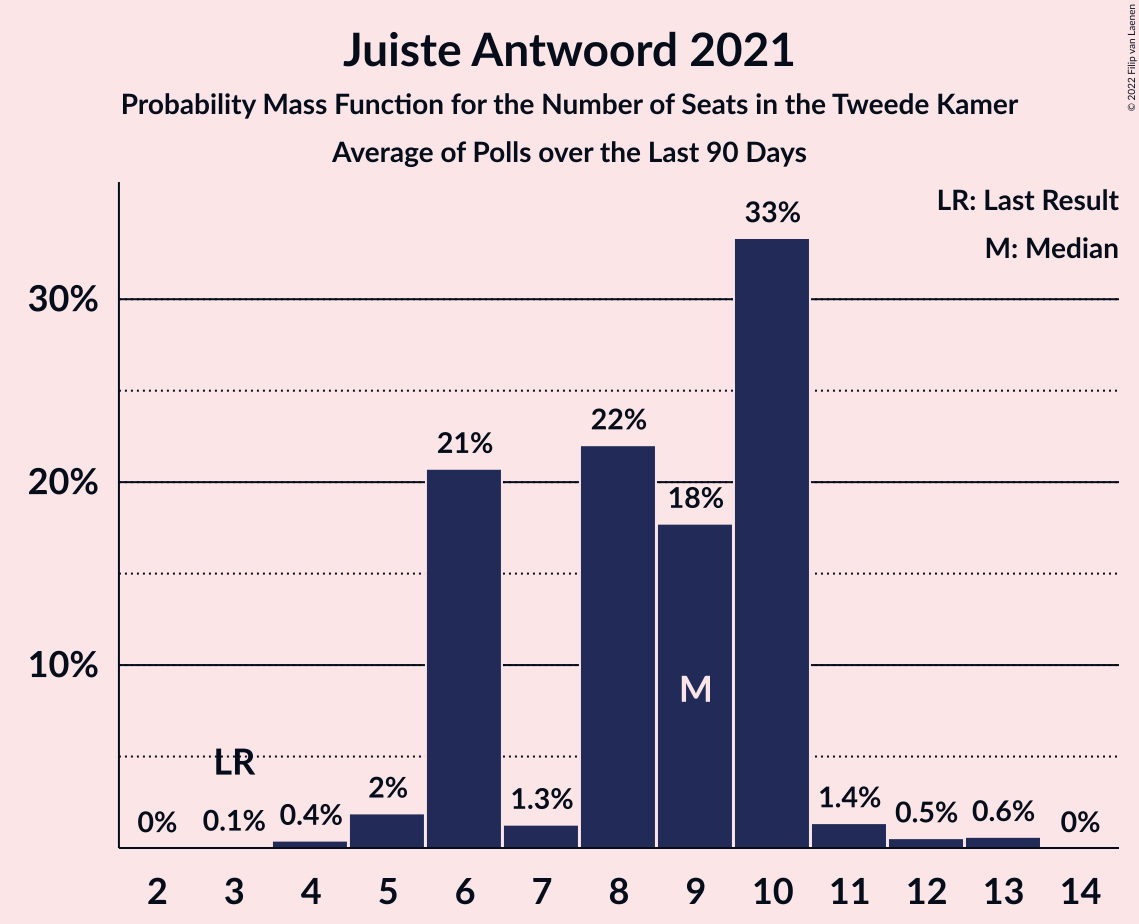 Juiste Antwoord 2021
Probability Mass Function for the Number of Seats in the Tweede Kamer
Average of Polls over the Last 90 Days
© 2022 Filip van Laenen
LR: Last Result
M: Median
30%
20%
10%
0%
0.1%
0.4%
2%
21%
1.3%
22%
18%
33%
1.4%
0.5%
0.6%
0%
LR
M
2 3 4 5 6 7 8 9 10 11 12 13 14